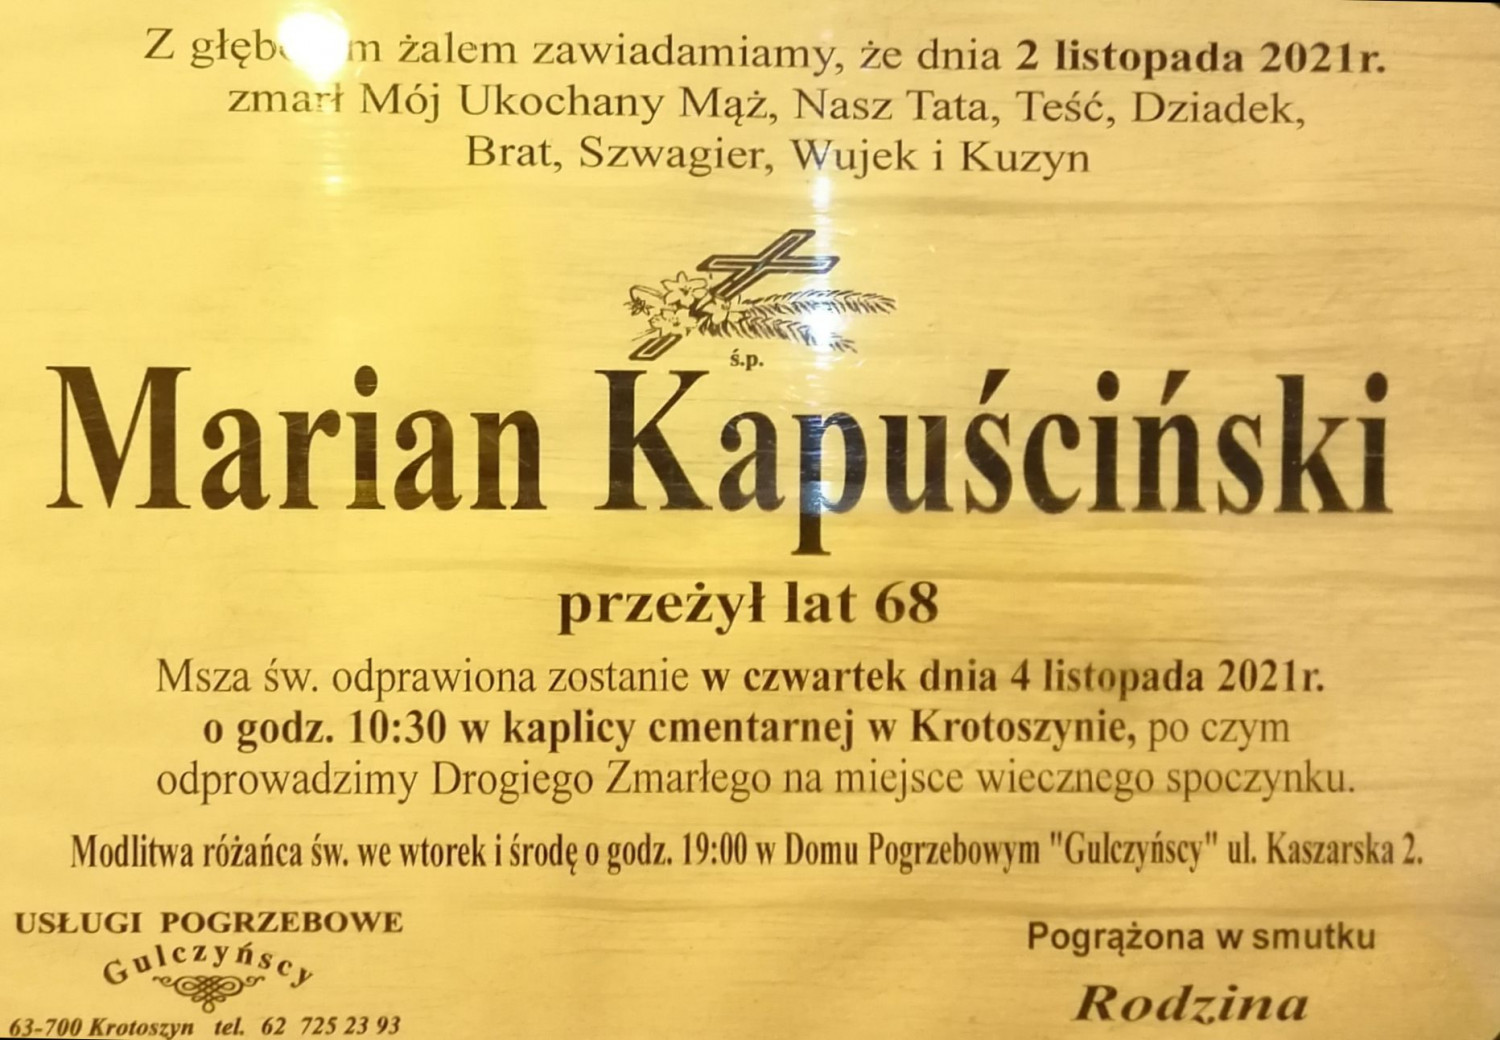 Z głębokim żalem zawiadamiamy, że dnia 2 listopada 2021r.
zmarł Mój Ukochany Mąż, Nasz Tata, Teść, Dziadek,
Brat, Szwagier, Wujek i Kuzyn
ś.p.
Marian Kapuściński
przeżył lat 68
Msza św. odprawiona zostanie w czwartek dnia 4 listopada 2021r.
o godz. 10:30 w kaplicy cmentarnej w Krotoszynie, po czym
odprowadzimy Drogiego Zmarłego na miejsce wiecznego spoczynku.
Modlitwa różańca św. we wtorek i środę o godz. 19:00 w Domu Pogrzebowym "Gulczyńscy" ul. Kaszarska 2.
USŁUGI POGRZEBOWE
Gulczyńscy
63-700 Krotoszyn tel. 62 725 23 93
Pogrążona w smutku
Rodzina